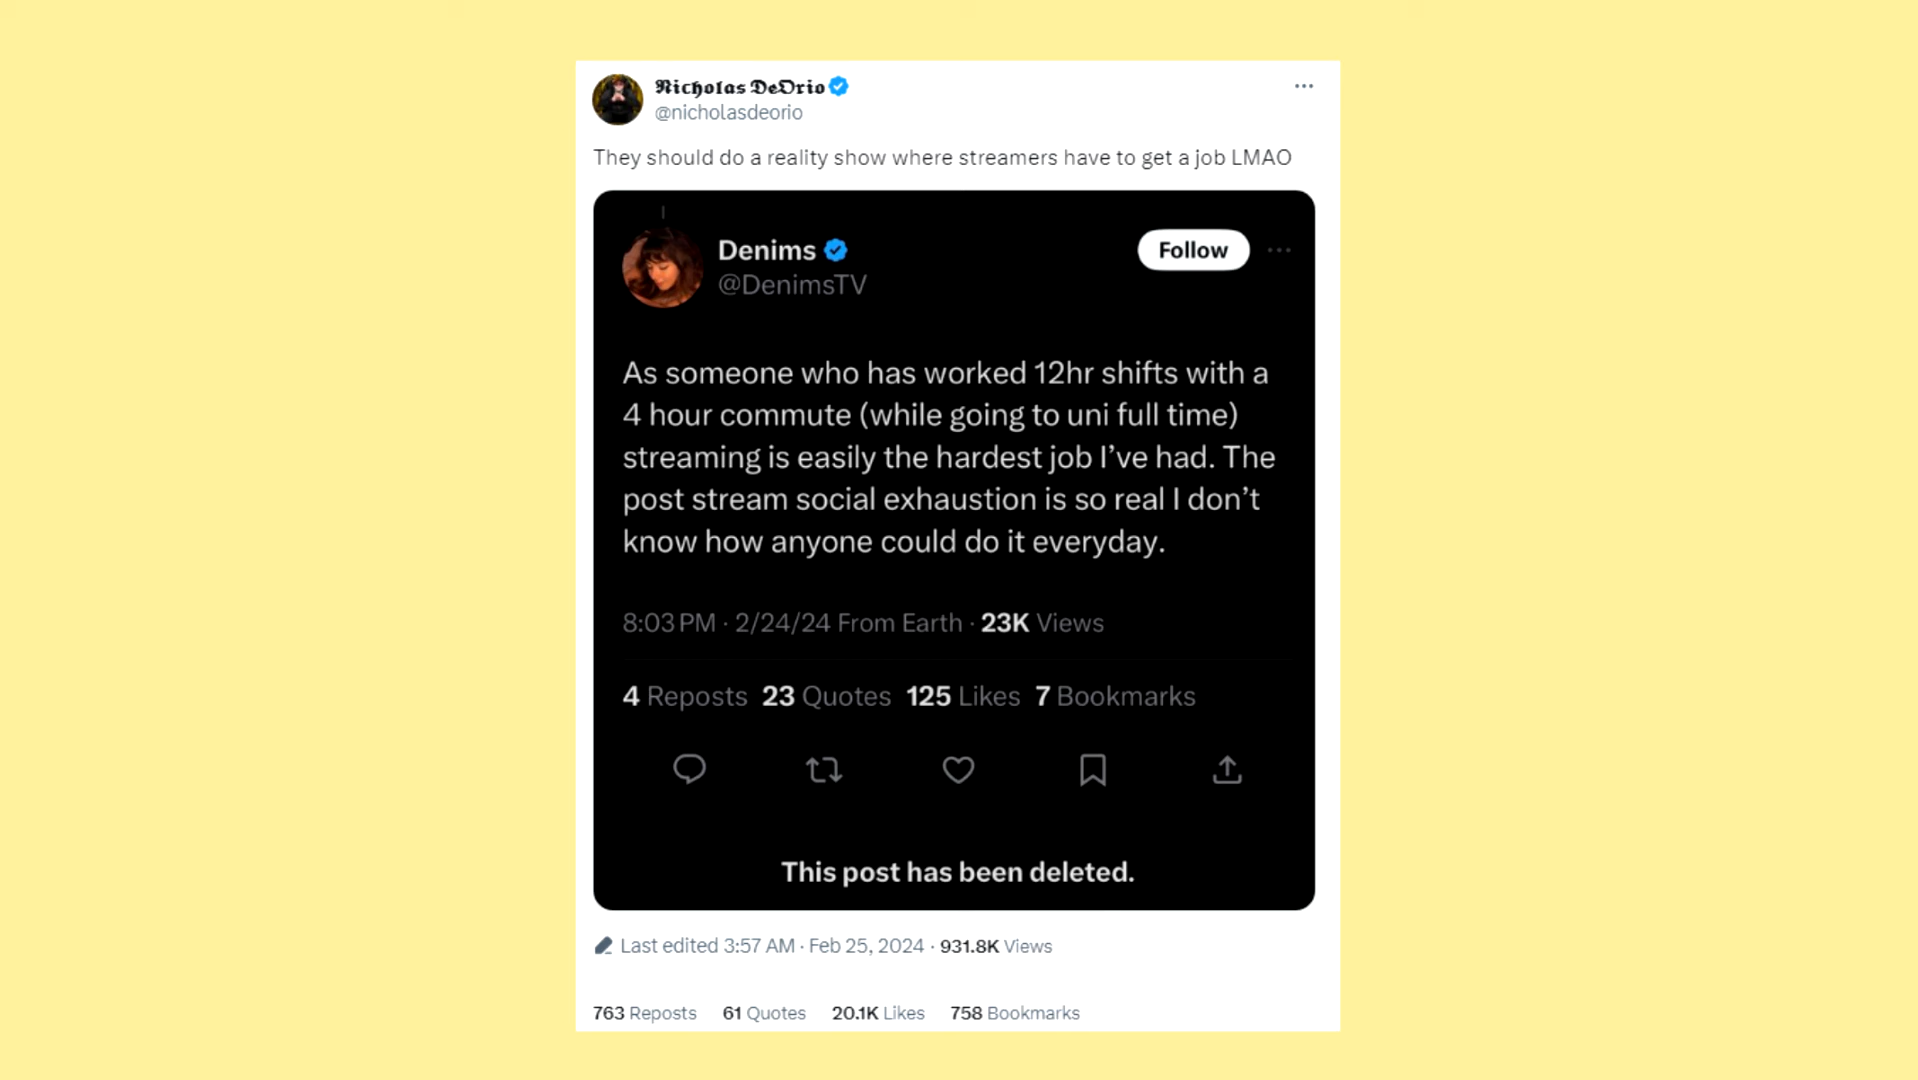 𝕹𝖎𝖈𝖍𝖔𝖑𝖆𝖘 𝕯𝖊𝕺𝖗𝖎𝖔
@nicholasdeorio
They should do a reality show where streamers have to get a job LMAO
Denims
@DenimsTV
Follow
As someone who has worked 12hr shifts with a
4 hour commute (while going to uni full time)
streaming is easily the hardest job I’ve had. The
post stream social exhaustion is so real I don’t
know how anyone could do it everyday.
8:03 PM · 2/24/24 From Earth · 23K Views
4 Reposts 23 Quotes 125 Likes 7 Bookmarks
This post has been deleted.
Last edited 3:57 AM · Feb 25, 2024 · 931.8K Views
763 Reposts 61 Quotes 20.1K Likes 758 Bookmarks